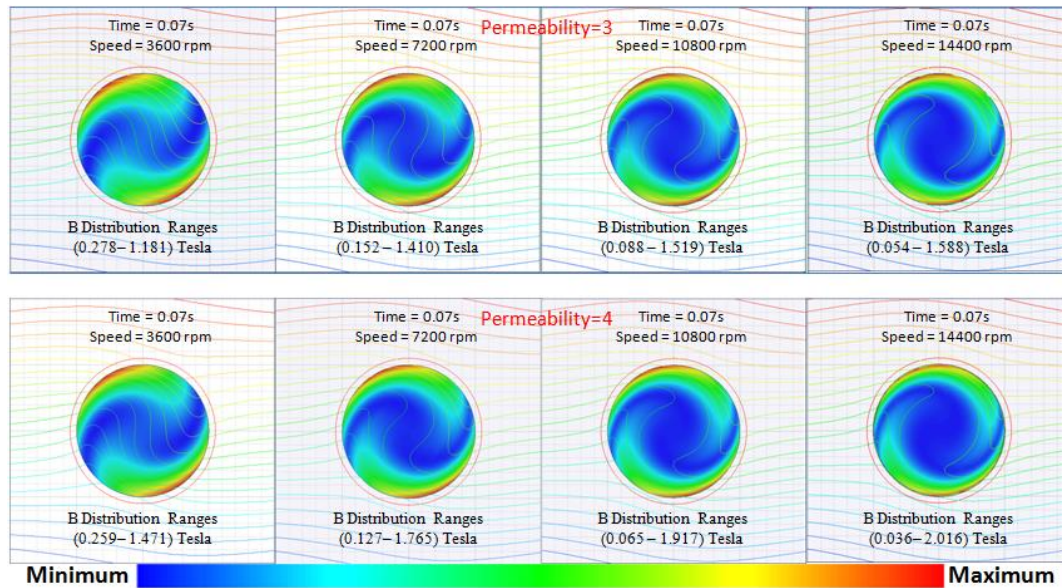 Permeability=3
Time = 0.07s
Speed = 3600 rpm
B Distribution Ranges
(0.278–1.181) Tesla
Time = 0.07s
Speed = 7200 rpm
B Distribution Ranges
(0.152–1.410) Tesla
Time = 0.07s
Speed = 10800 rpm
B Distribution Ranges
(0.088–1.519) Tesla
Time = 0.07s
Speed = 14400 rpm
B Distribution Ranges
(0.054–1.588) Tesla
Permeability=4
Time = 0.07s
Speed = 3600 rpm
B Distribution Ranges
(0.259–1.471) Tesla
Time = 0.07s
Speed = 7200 rpm
B Distribution Ranges
(0.127–1.765) Tesla
Time = 0.07s
Speed = 10800 rpm
B Distribution Ranges
(0.065–1.917) Tesla
Time = 0.07s
Speed = 14400 rpm
B Distribution Ranges
(0.036–2.016) Tesla
Minimum
Maximum